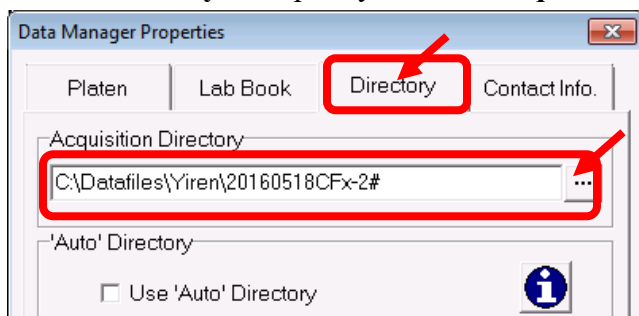 Data Manager Properties
Platen Lab Book Directory Contact Info.
Acquisition Directory
C:\Datafiles\Yiren\20160518CFx-2# ...
'Auto' Directory
Use 'Auto' Directory